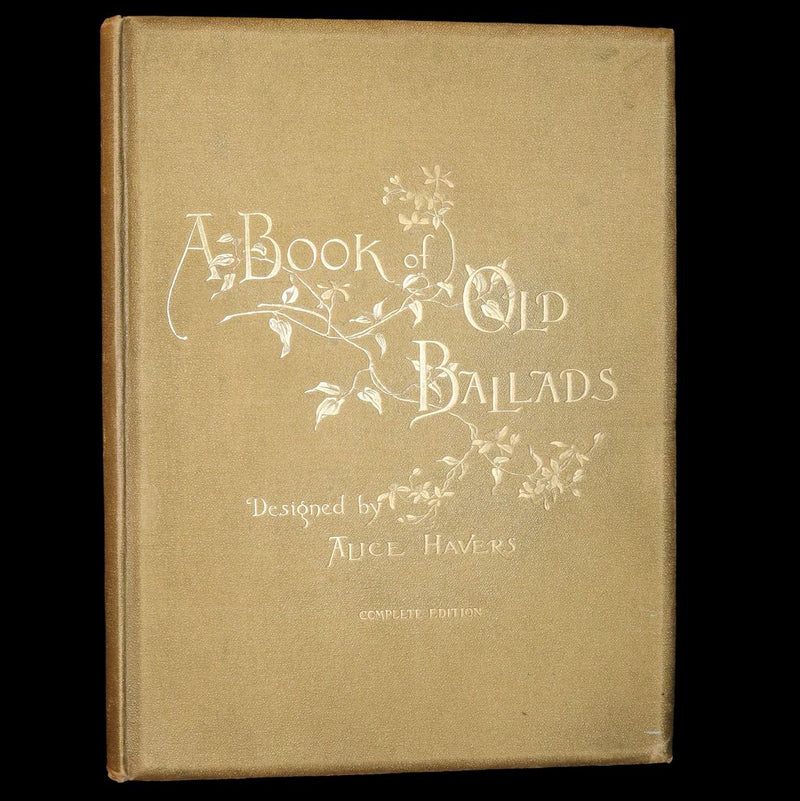 A Book of
Old
Ballads
Designed by
Alice Havers
COMPLETE EDITION